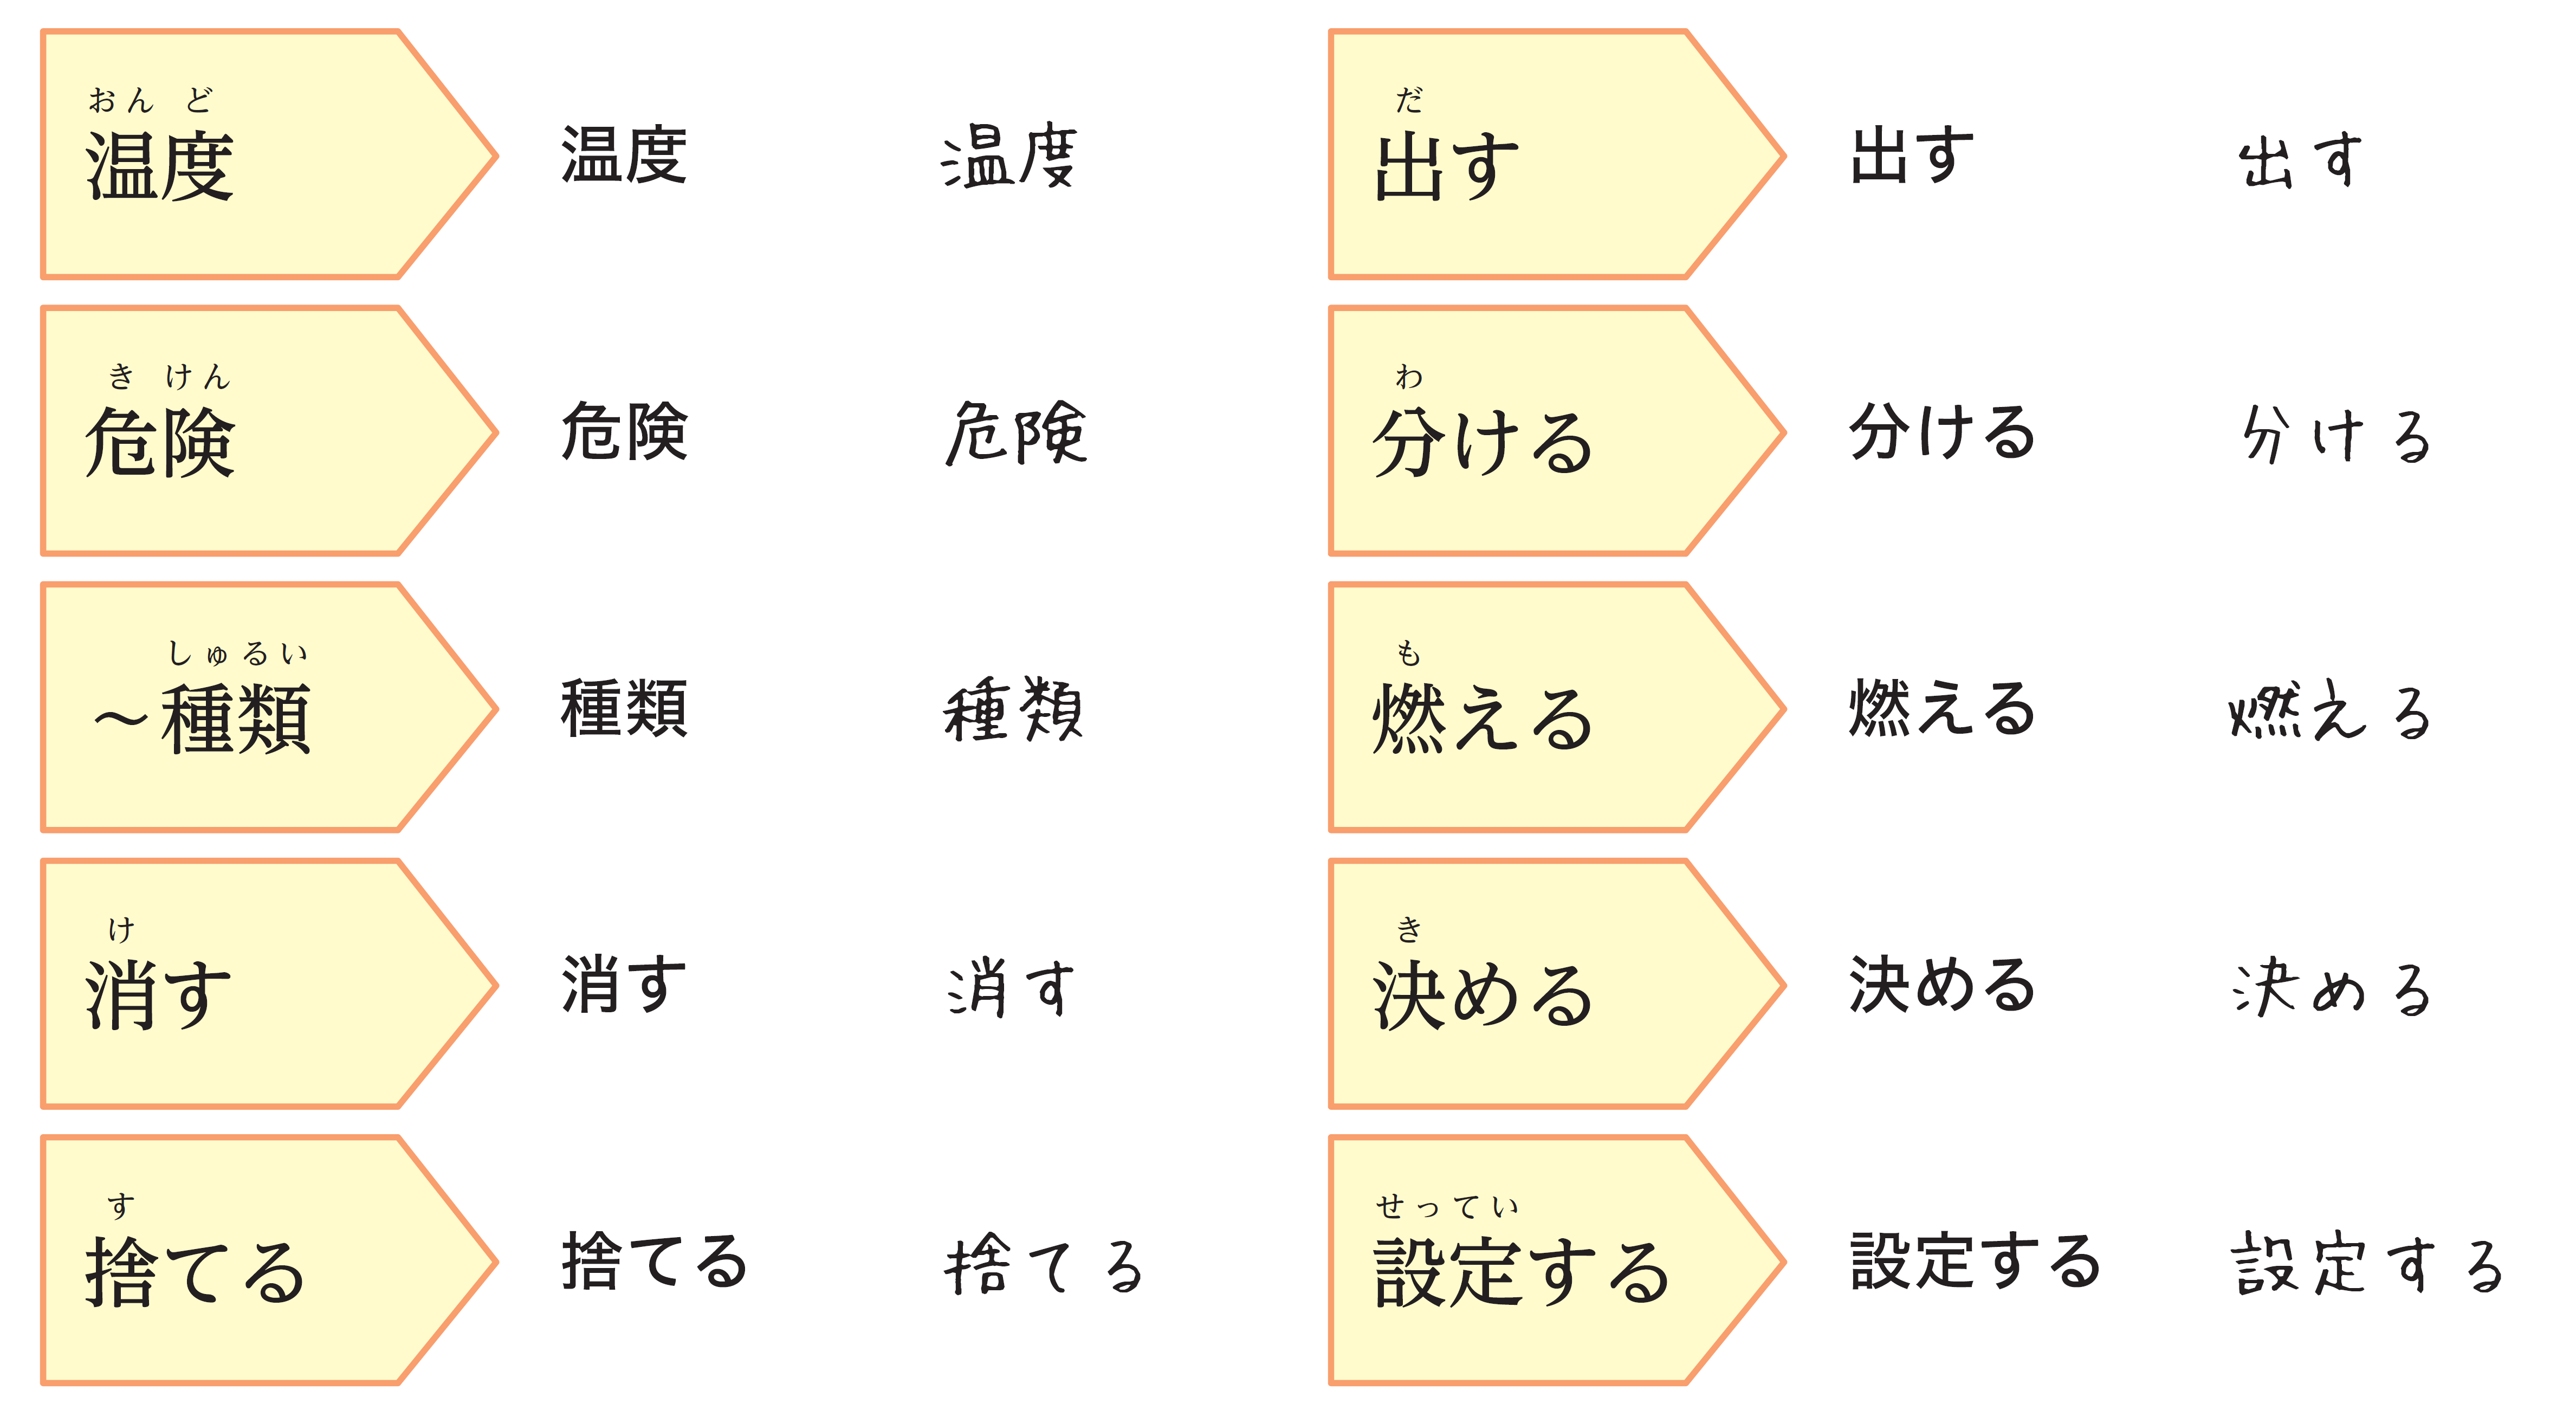 おんど
温度 温度 温度
きけん
危険 危険 危険
しゅるい
～種類 種類 種類
け
消す 消す 消す
す
捨てる 捨てる 捨てる
だ
出す 出す 出す
わ
分ける 分ける 分ける
も
燃える 燃える 燃える
き
決める 決める 決める
せってい
設定する 設定する 設定する